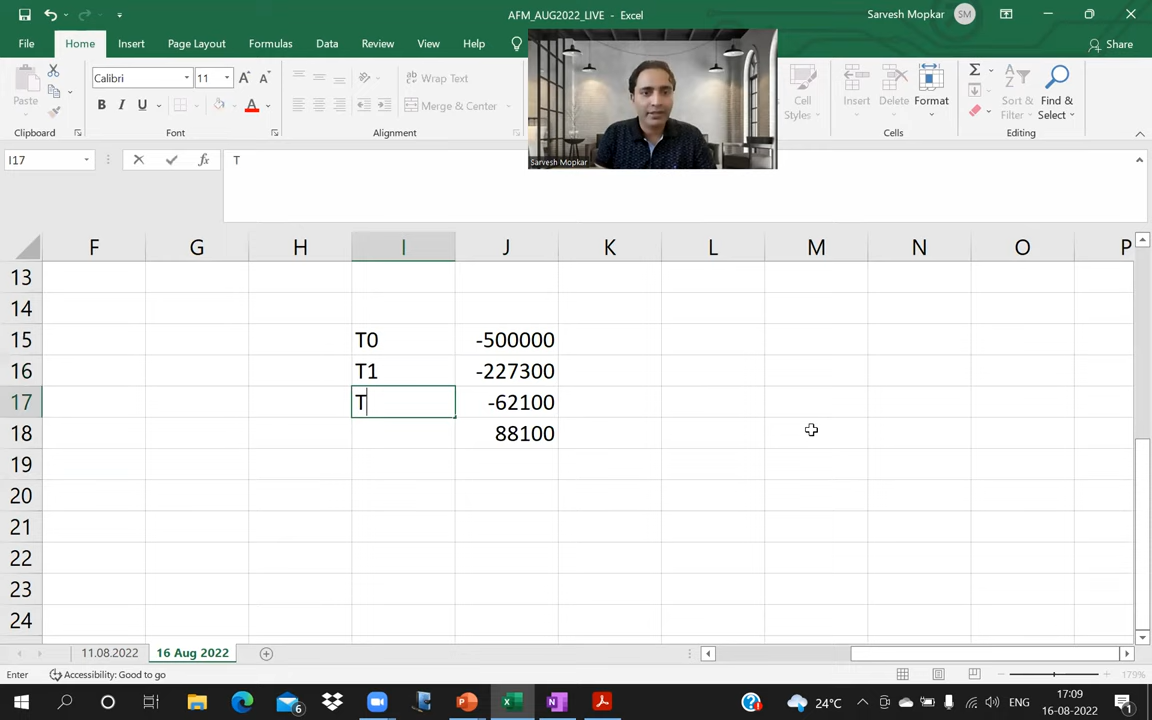 AFM_AUG2022_LIVE - Excel
Sarvesh Mopkar
SM
File
Home
Insert
Page Layout
Formulas
Data
Review
View
Help
Share
Paste
Clipboard
Calibri
11
B I U
Font
Wrap Text
Merge & Center
Alignment
Cell Styles
Insert
Delete
Format
Cells
Sort & Filter
Find & Select
Editing
Sarvesh Mopkar
I17
fx
T
F G H I J K L M N O P
13
14
15 T0 -500000
16 T1 -227300
17 T -62100
18 88100
19
20
21
22
23
24
11.08.2022
16 Aug 2022
Enter
Accessibility: Good to go
179%
6
24°C
ENG
17:09
16-08-2022
1